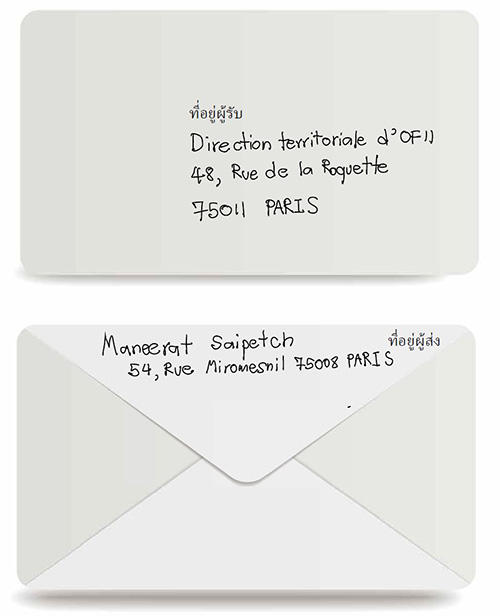 ที่อยู่ผู้รับ
Direction territoriale d'OFII
48, Rue de la Roquette
75011 PARIS
Maneerat Saipetch
ที่อยู่ผู้ส่ง
54, Rue Miromesnil 75008 PARIS